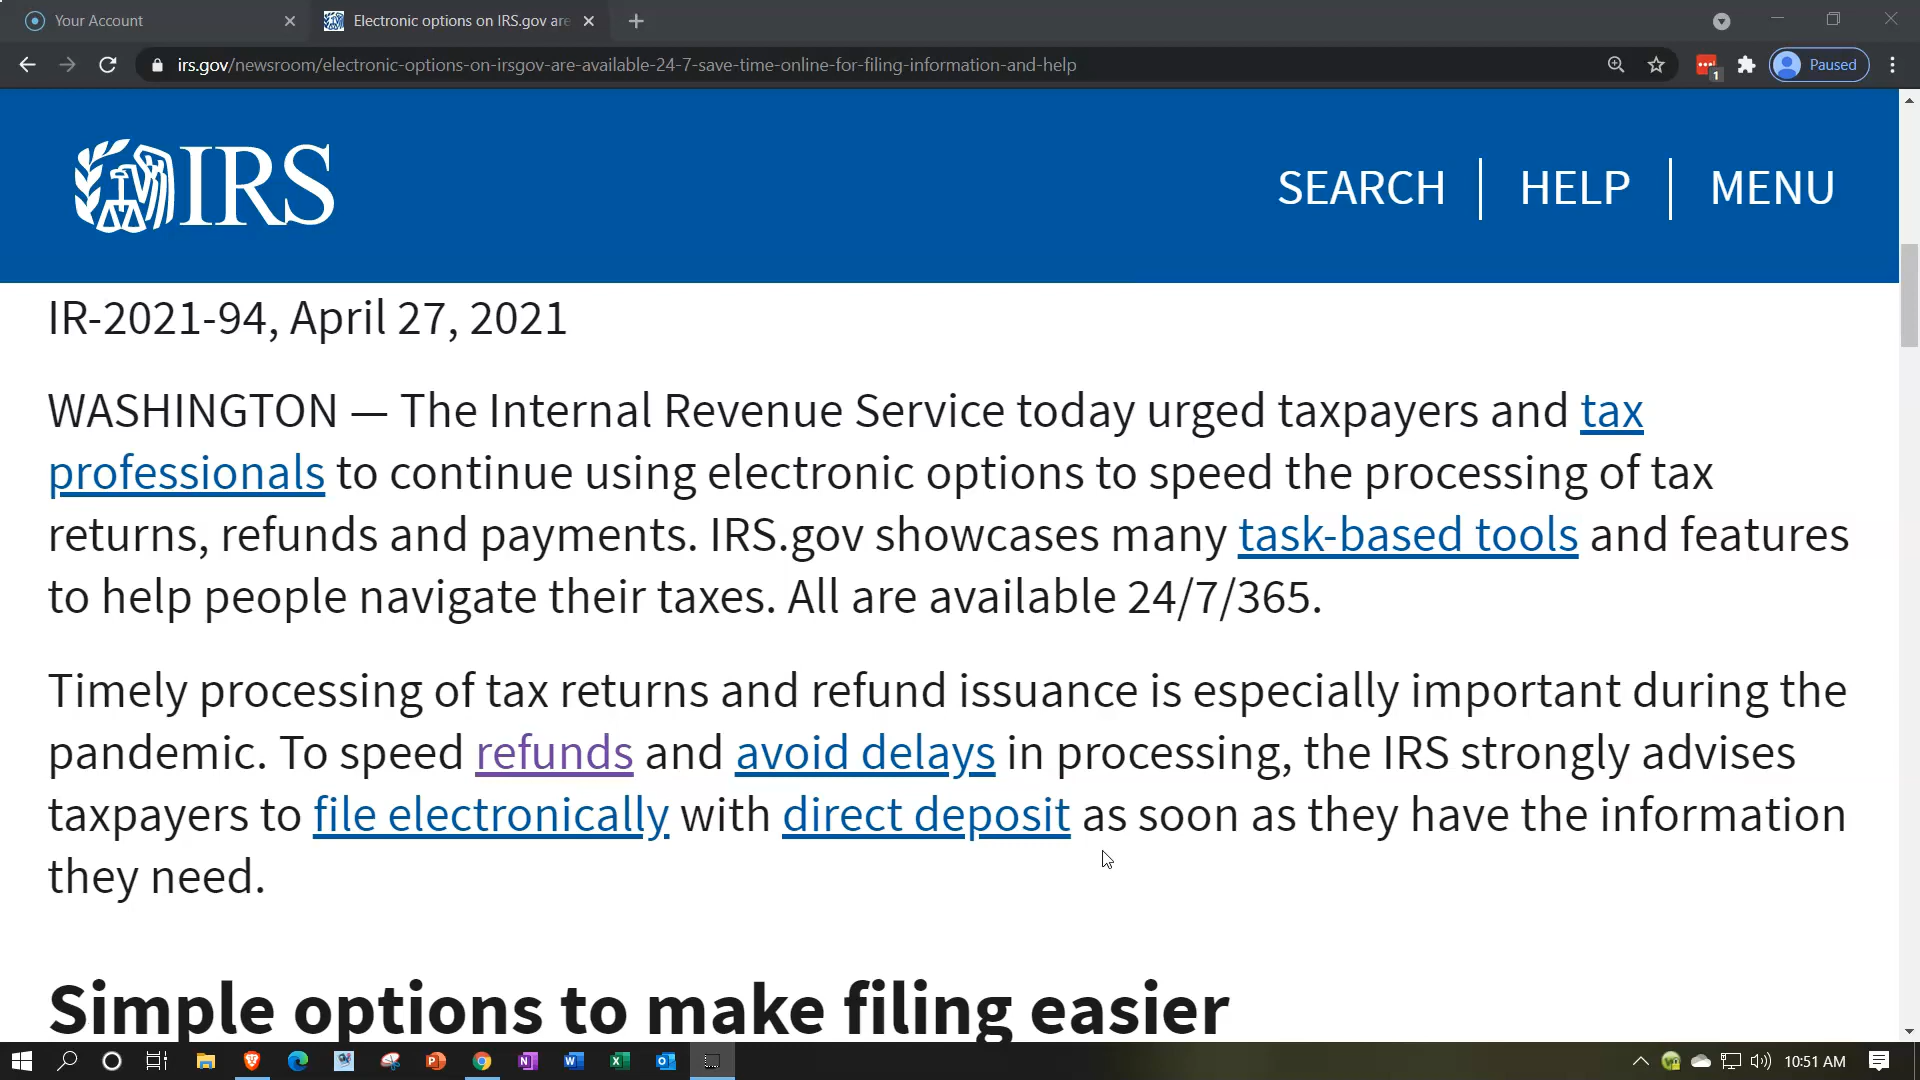 Your Account
Electronic options on IRS.gov are
irs.gov/newsroom/electronic-options-on-irsgov-are-available-24-7-save-time-online-for-filing-information-and-help
1
Paused
IRS
SEARCH
HELP
MENU
IR-2021-94, April 27, 2021
WASHINGTON — The Internal Revenue Service today urged taxpayers and tax
professionals to continue using electronic options to speed the processing of tax
returns, refunds and payments. IRS.gov showcases many task-based tools and features
to help people navigate their taxes. All are available 24/7/365.
Timely processing of tax returns and refund issuance is especially important during the
pandemic. To speed refunds and avoid delays in processing, the IRS strongly advises
taxpayers to file electronically with direct deposit as soon as they have the information
they need.
Simple options to make filing easier
10:51 AM